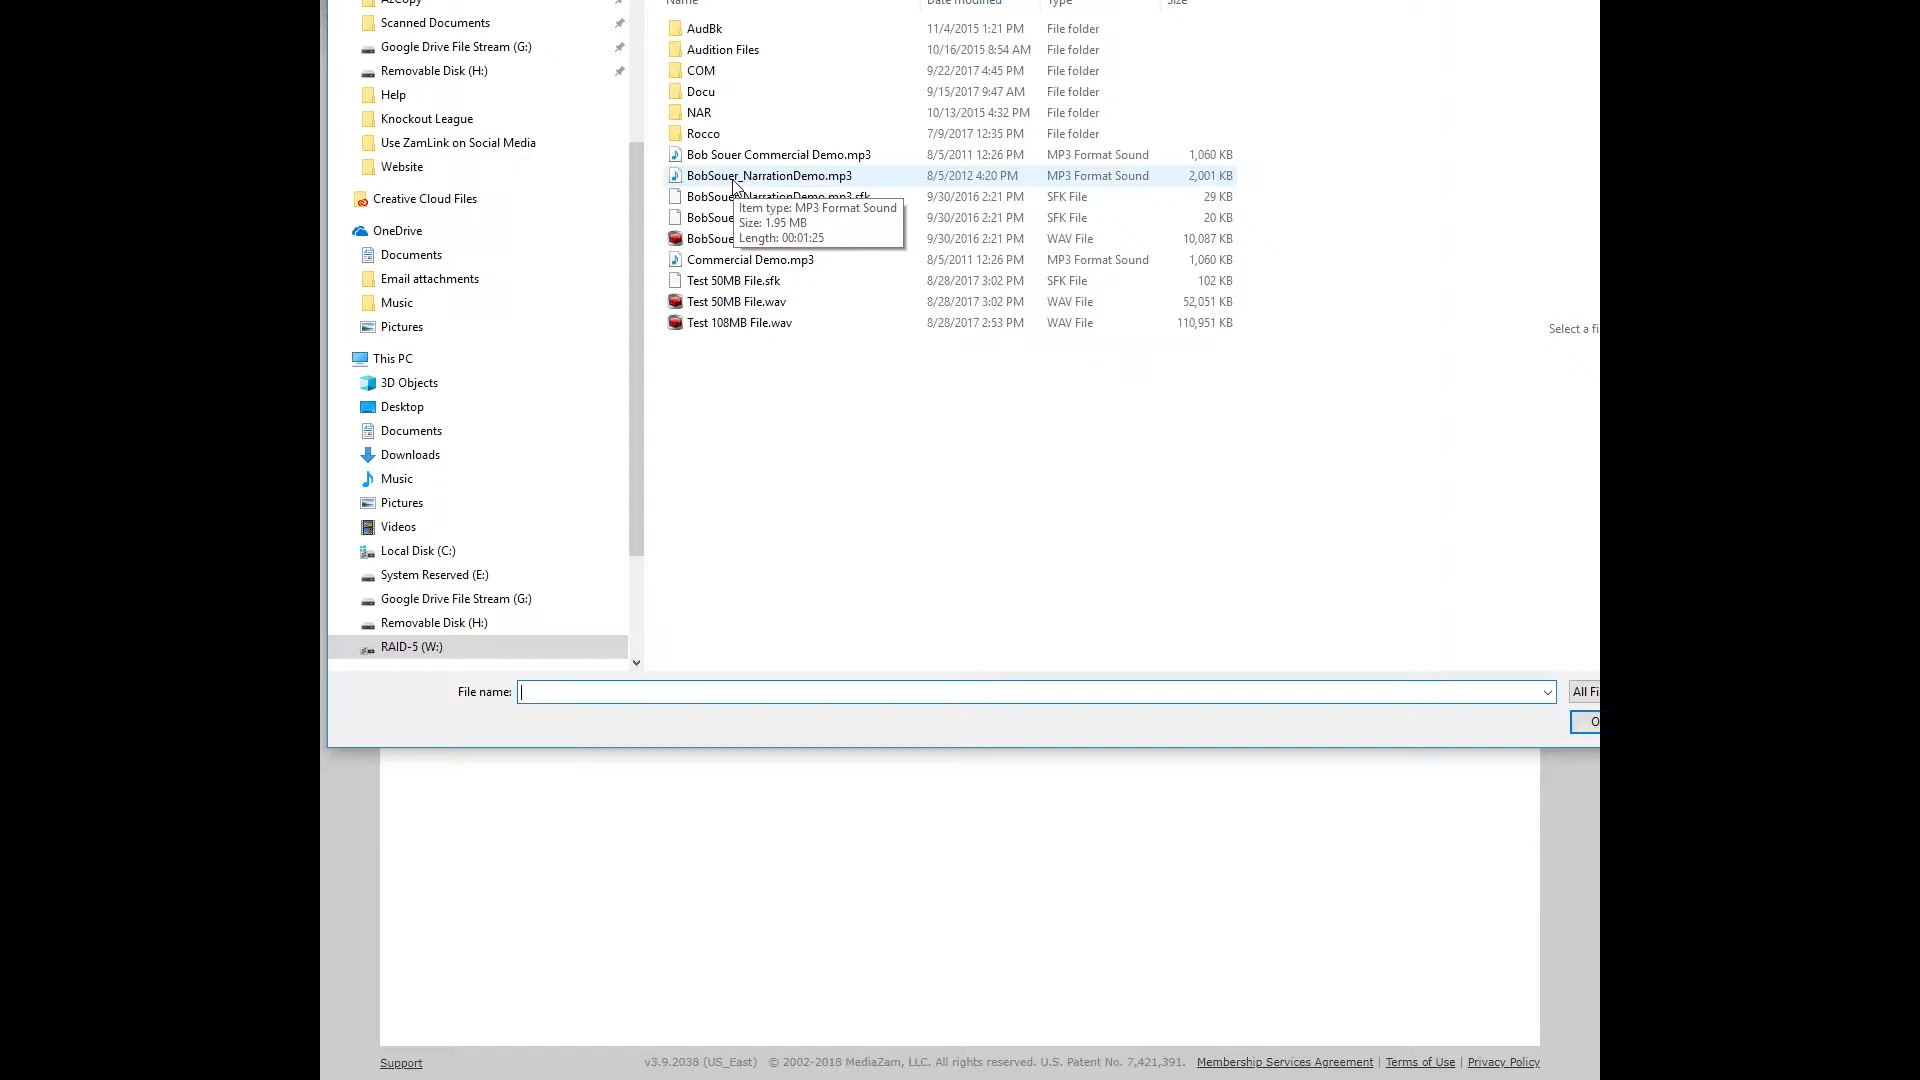 AzCopy
Name Date modified Type Size
Scanned Documents
Google Drive File Stream (G:)
Removable Disk (H:)
Help
Knockout League
Use ZamLink on Social Media
Website
Creative Cloud Files
OneDrive
Documents
Email attachments
Music
Pictures
This PC
3D Objects
Desktop
Documents
Downloads
Music
Pictures
Videos
Local Disk (C:)
System Reserved (E:)
Google Drive File Stream (G:)
Removable Disk (H:)
RAID-5 (W:)
AudBk 11/4/2015 1:21 PM File folder
Audition Files 10/16/2015 8:54 AM File folder
COM 9/22/2017 4:45 PM File folder
Docu 9/15/2017 9:47 AM File folder
NAR 10/13/2015 4:32 PM File folder
Rocco 7/9/2017 12:35 PM File folder
Bob Souer Commercial Demo.mp3 8/5/2011 12:26 PM MP3 Format Sound 1,060 KB
BobSouer_NarrationDemo.mp3 8/5/2012 4:20 PM MP3 Format Sound 2,001 KB
BobSouer_NarrationDemo.mp3.sfk 9/30/2016 2:21 PM SFK File 29 KB
BobSoue 9/30/2016 2:21 PM SFK File 20 KB
BobSoue 9/30/2016 2:21 PM WAV File 10,087 KB
Commercial Demo.mp3 8/5/2011 12:26 PM MP3 Format Sound 1,060 KB
Test 50MB File.sfk 8/28/2017 3:02 PM SFK File 102 KB
Test 50MB File.wav 8/28/2017 3:02 PM WAV File 52,051 KB
Test 108MB File.wav 8/28/2017 2:53 PM WAV File 110,951 KB
Item type: MP3 Format Sound
Size: 1.95 MB
Length: 00:01:25
Select a fi
File name: All Fi
O
Support v3.9.2038 (US_East) © 2002-2018 MediaZam, LLC. All rights reserved. U.S. Patent No. 7,421,391. Membership Services Agreement | Terms of Use | Privacy Policy